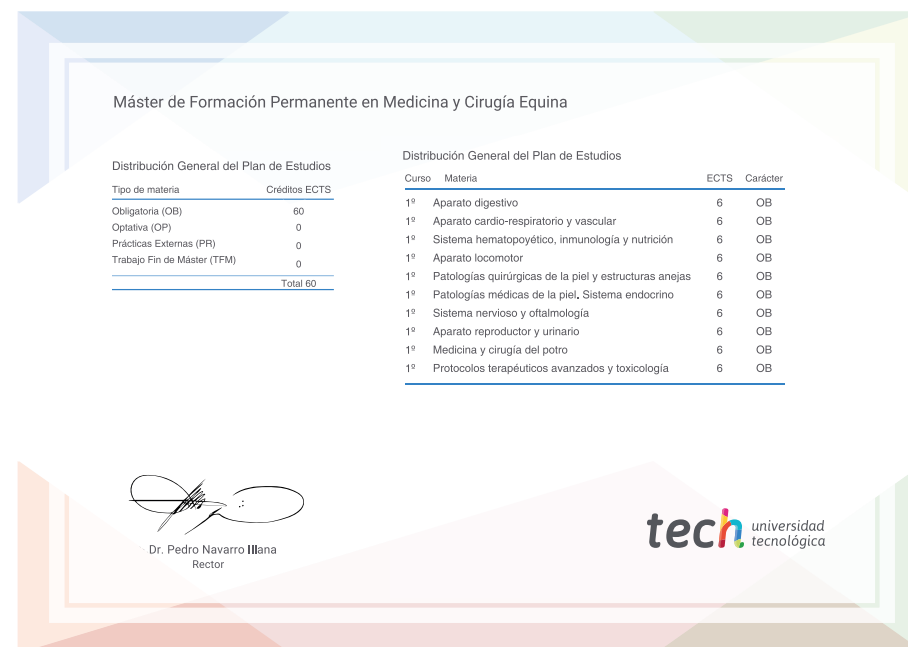 Máster de Formación Permanente en Medicina y Cirugía Equina
Distribución General del Plan de Estudios
Tipo de materia Créditos ECTS
Obligatoria (OB) 60
Optativa (OP) 0
Prácticas Externas (PR) 0
Trabajo Fin de Máster (TFM) 0
Total 60
Distribución General del Plan de Estudios
Curso Materia ECTS Carácter
1º Aparato digestivo 6 OB
1º Aparato cardio-respiratorio y vascular 6 OB
1º Sistema hematopoyético, inmunología y nutrición 6 OB
1º Aparato locomotor 6 OB
1º Patologías quirúrgicas de la piel y estructuras anejas 6 OB
1º Patologías médicas de la piel. Sistema endocrino 6 OB
1º Sistema nervioso y oftalmología 6 OB
1º Aparato reproductor y urinario 6 OB
1º Medicina y cirugía del potro 6 OB
1º Protocolos terapéuticos avanzados y toxicología 6 OB
Dr. Pedro Navarro Illana
Rector
tech universidad
tecnológica